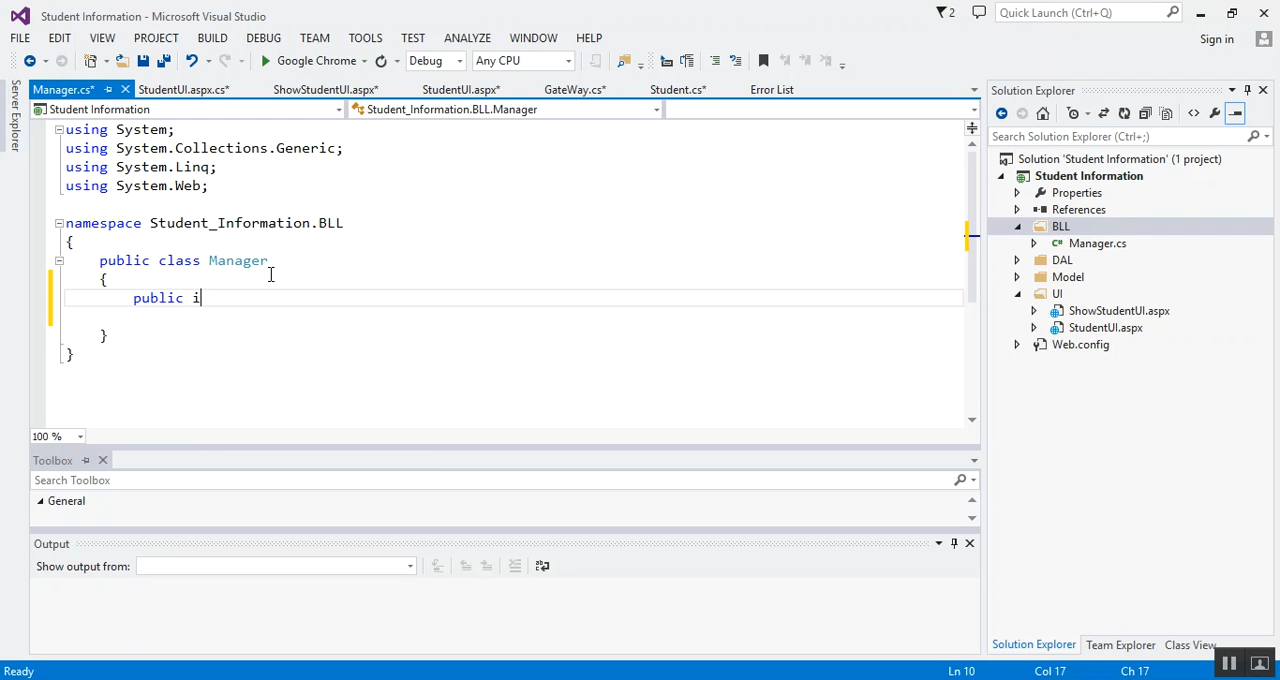 Student Information - Microsoft Visual Studio
2
Quick Launch (Ctrl+Q)
FILE EDIT VIEW PROJECT BUILD DEBUG TEAM TOOLS TEST ANALYZE WINDOW HELP
Sign in
Google Chrome
Debug
Any CPU
Server Explorer
Manager.cs*
StudentUI.aspx.cs*
ShowStudentUI.aspx*
StudentUI.aspx*
GateWay.cs*
Student.cs*
Error List
Student Information
Student_Information.BLL.Manager
using System;
using System.Collections.Generic;
using System.Linq;
using System.Web;
namespace Student_Information.BLL
{
public class Manager
{
public i
}
}
100 %
Toolbox
Search Toolbox
General
Output
Show output from:
Solution Explorer
Search Solution Explorer (Ctrl+;)
Solution 'Student Information' (1 project)
Student Information
Properties
References
BLL
C# Manager.cs
DAL
Model
UI
ShowStudentUI.aspx
StudentUI.aspx
Web.config
Solution Explorer Team Explorer Class View
Ready
Ln 10
Col 17
Ch 17